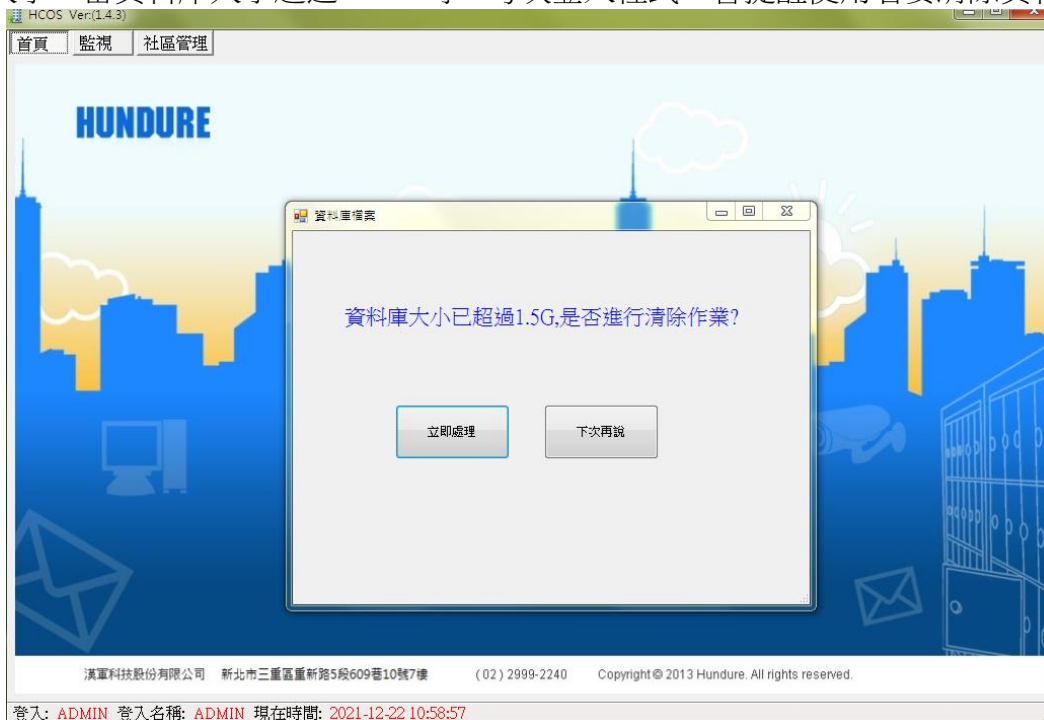 HCOS Ver:(1.4.3)
首頁 監視 社區管理
HUNDURE
資料庫檔案
資料庫大小已超過1.5G,是否進行清除作業?
立即處理 下次再說
漢軍科技股份有限公司 新北市三重區重新路5段609巷10號7樓 (02)2999-2240 Copyright © 2013 Hundure. All rights reserved.
登入: ADMIN 登入名稱: ADMIN 現在時間: 2021-12-22 10:58:57